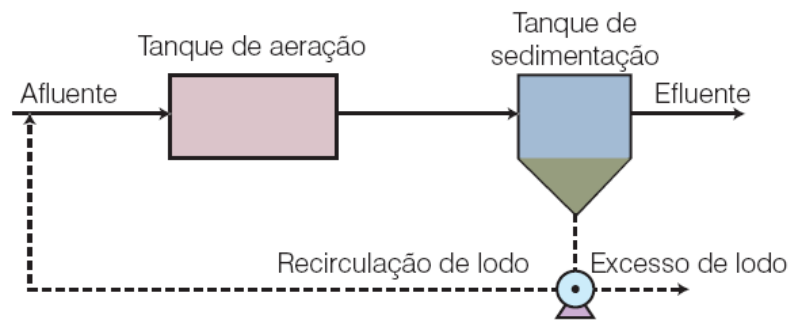 Tanque de aeração
Tanque de
sedimentação
Afluente
Efluente
Recirculação de lodo
Excesso de lodo